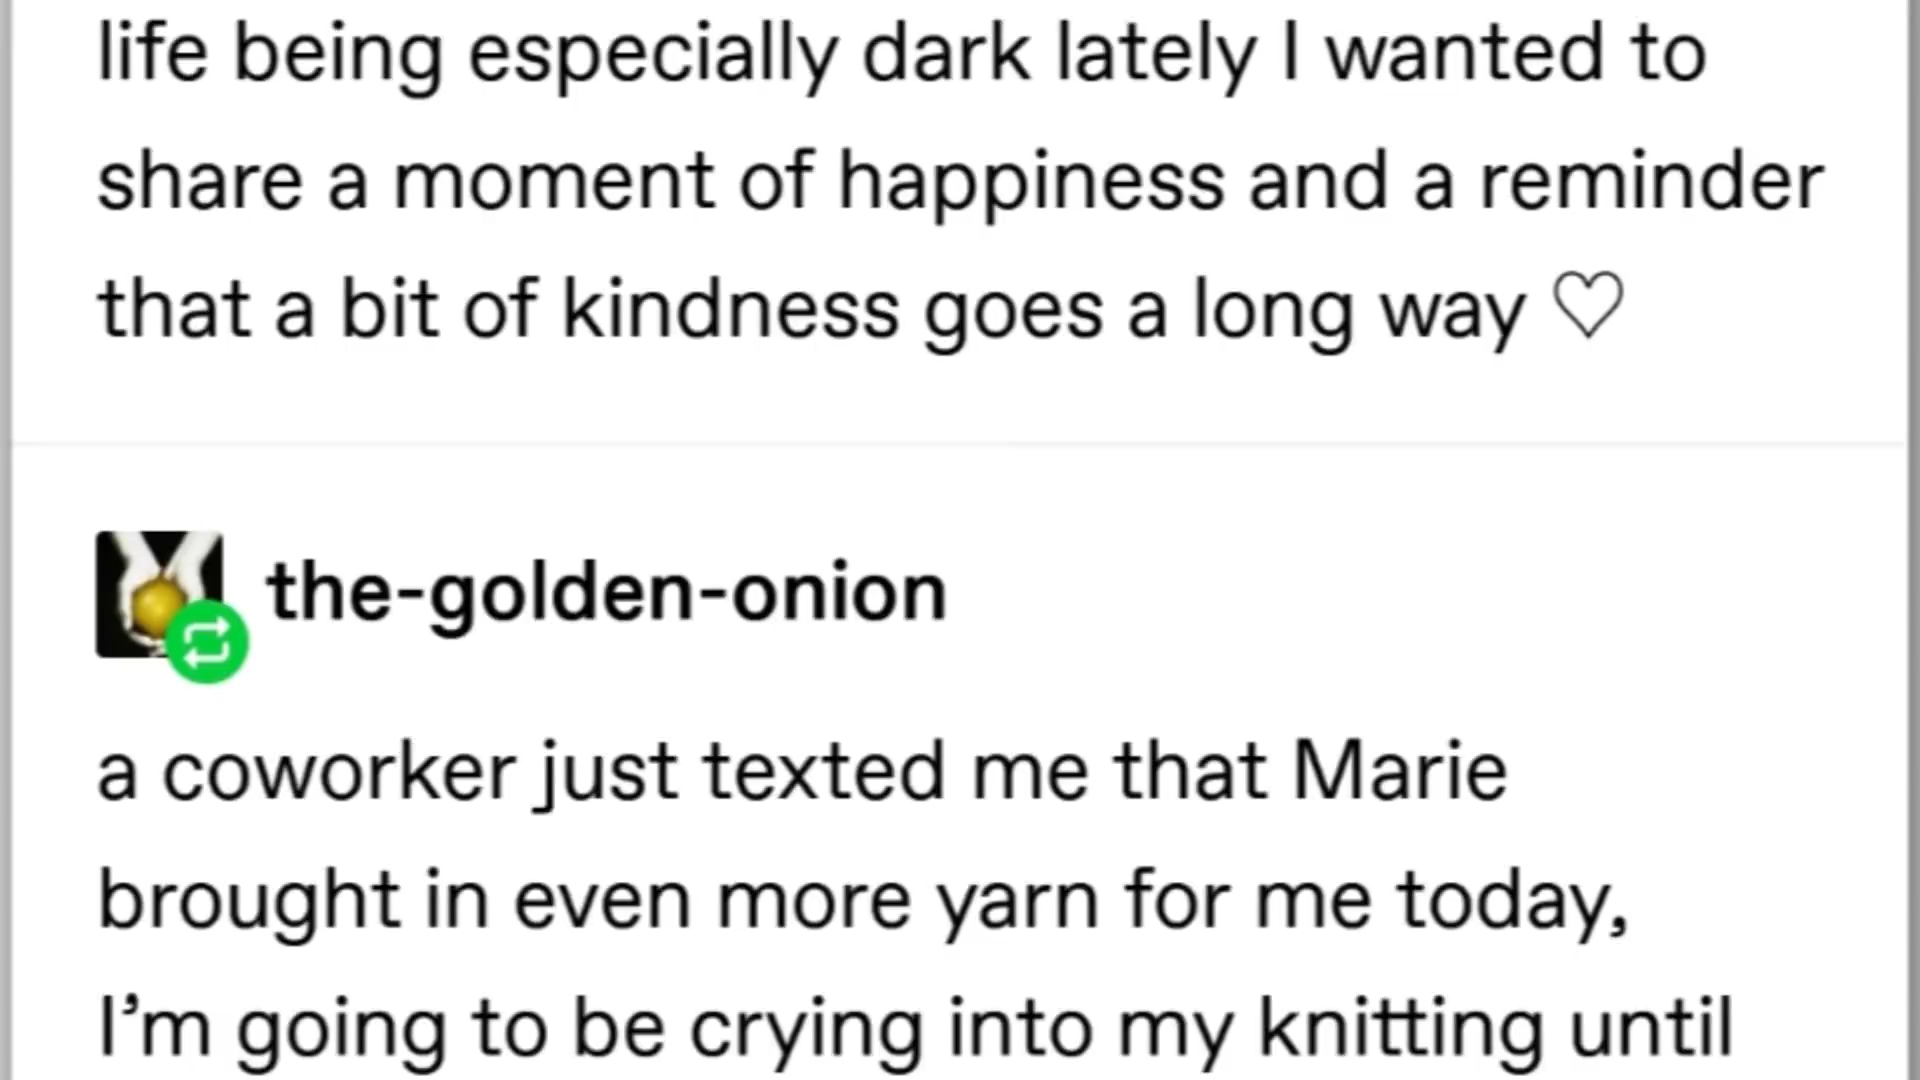 life being especially dark lately I wanted to
share a moment of happiness and a reminder
that a bit of kindness goes a long way ♡
the-golden-onion
a coworker just texted me that Marie
brought in even more yarn for me today,
I’m going to be crying into my knitting until